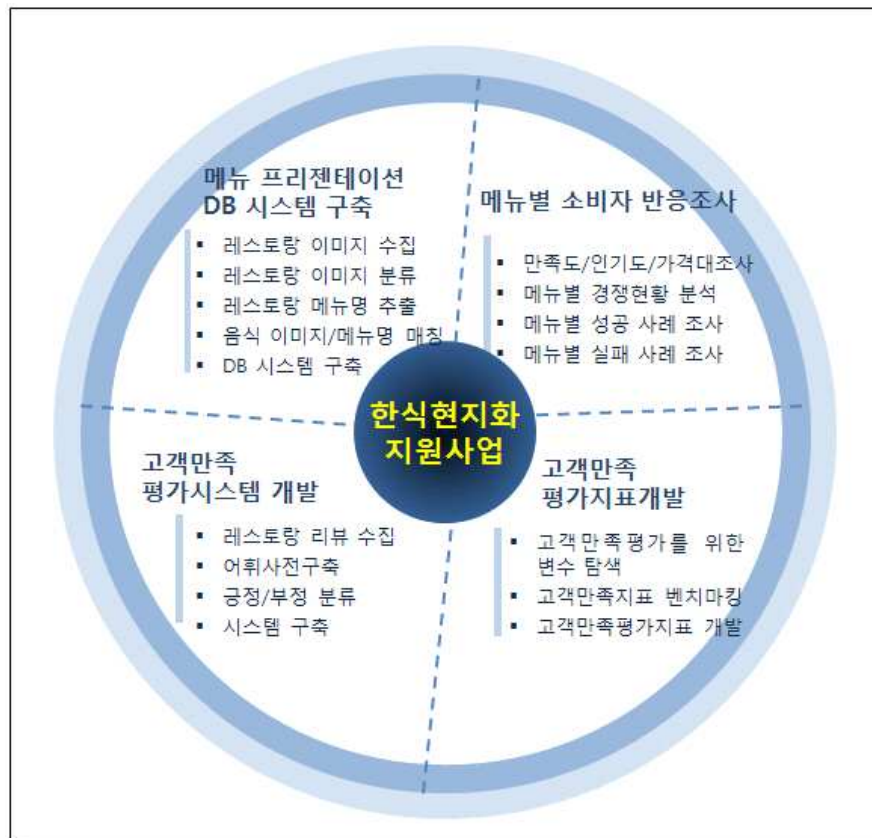 메뉴 프리젠테이션
DB 시스템 구축
▪ 레스토랑 이미지 수집
▪ 레스토랑 이미지 분류
▪ 레스토랑 메뉴명 추출
▪ 음식 이미지/메뉴명 매칭
▪ DB 시스템 구축
메뉴별 소비자 반응조사
▪ 만족도/인기도/가격대조사
▪ 메뉴별 경쟁현황 분석
▪ 메뉴별 성공 사례 조사
▪ 메뉴별 실패 사례 조사
한식현지화
지원사업
고객만족
평가시스템 개발
▪ 레스토랑 리뷰 수집
▪ 어휘사전구축
▪ 긍정/부정 분류
▪ 시스템 구축
고객만족
평가지표개발
▪ 고객만족평가를 위한
변수 탐색
▪ 고객만족지표 벤치마킹
▪ 고객만족평가지표 개발